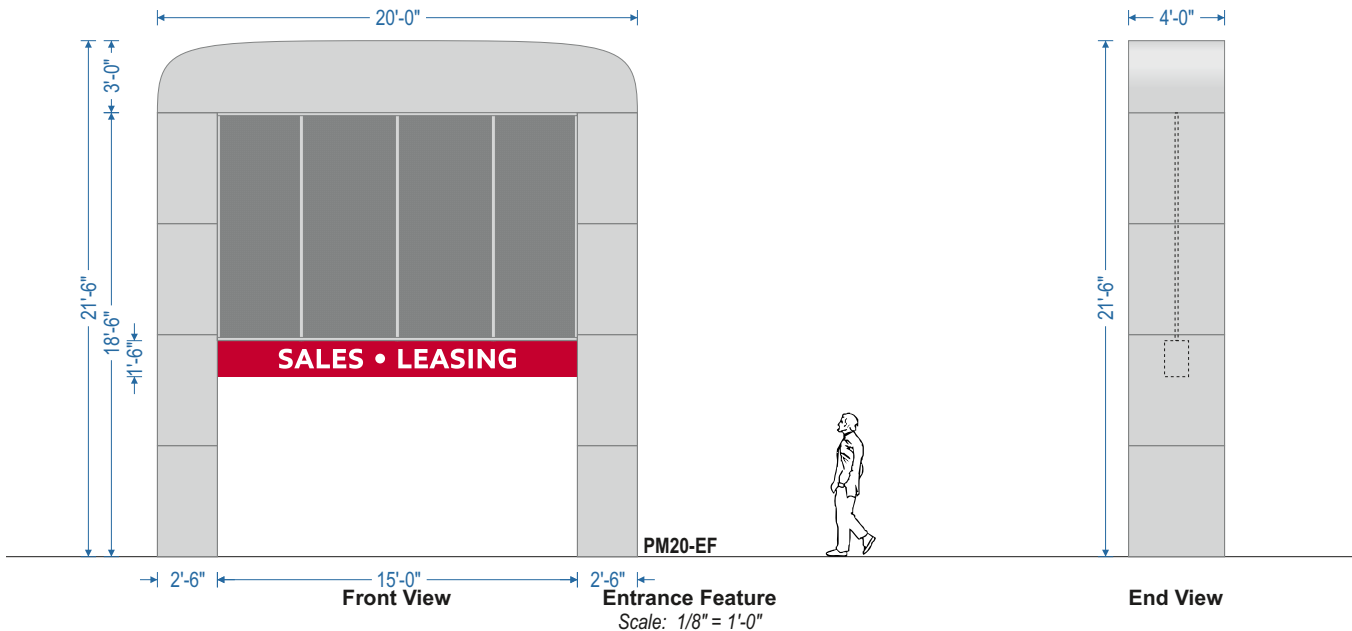 20'-0"
4'-0"
3'-0"
21'-6"
18'-6"
1'-6"
21'-6"
SALES • LEASING
PM20-EF
2'-6"
15'-0"
2'-6"
Front View
Entrance Feature
End View
Scale: 1/8" = 1'-0"